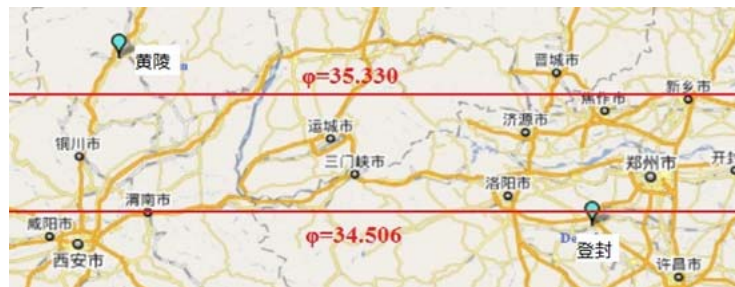 黄陵
晋城市
φ=35.330
新乡市
焦作市
运城市
济源市
铜川市
三门峡市
郑州市
开封
洛阳市
渭南市
咸阳市
φ=34.506
西安市
登封
许昌市